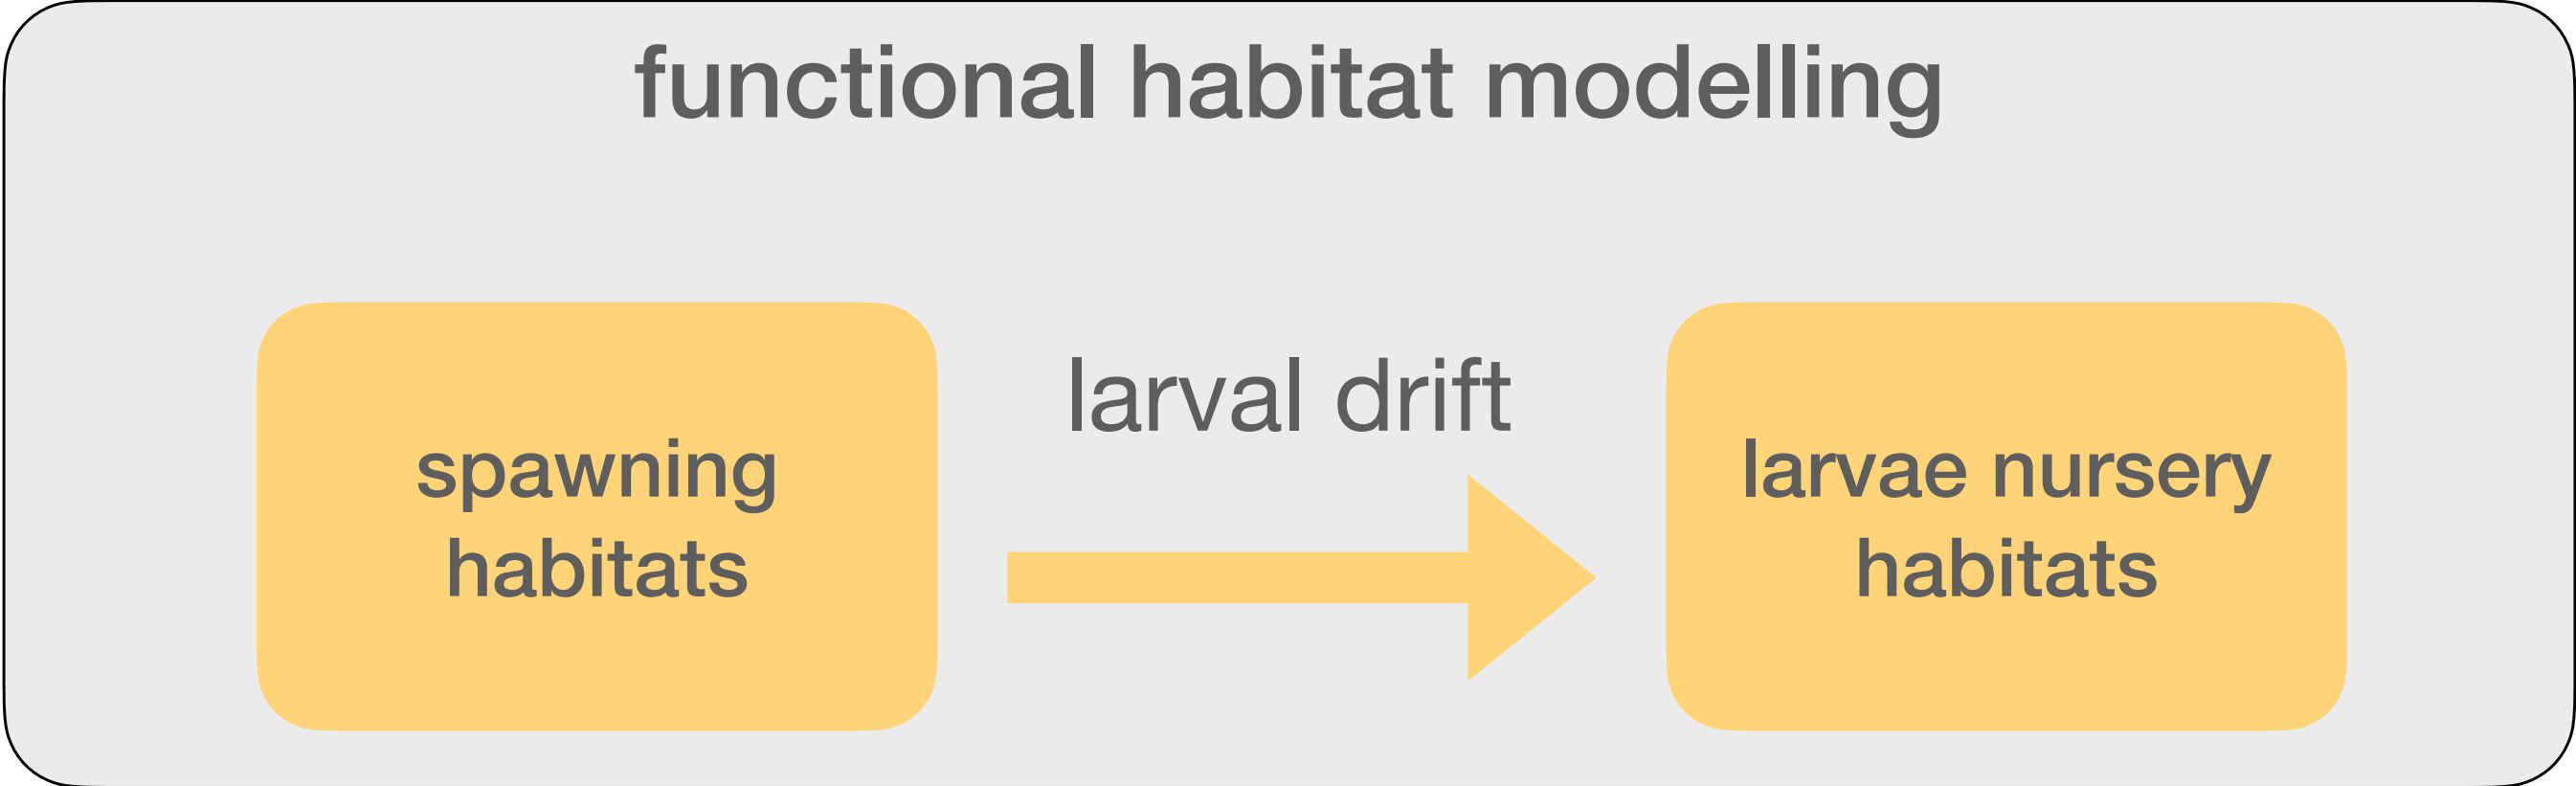 functional habitat modelling
larval drift
spawning
habitats
larvae nursery
habitats